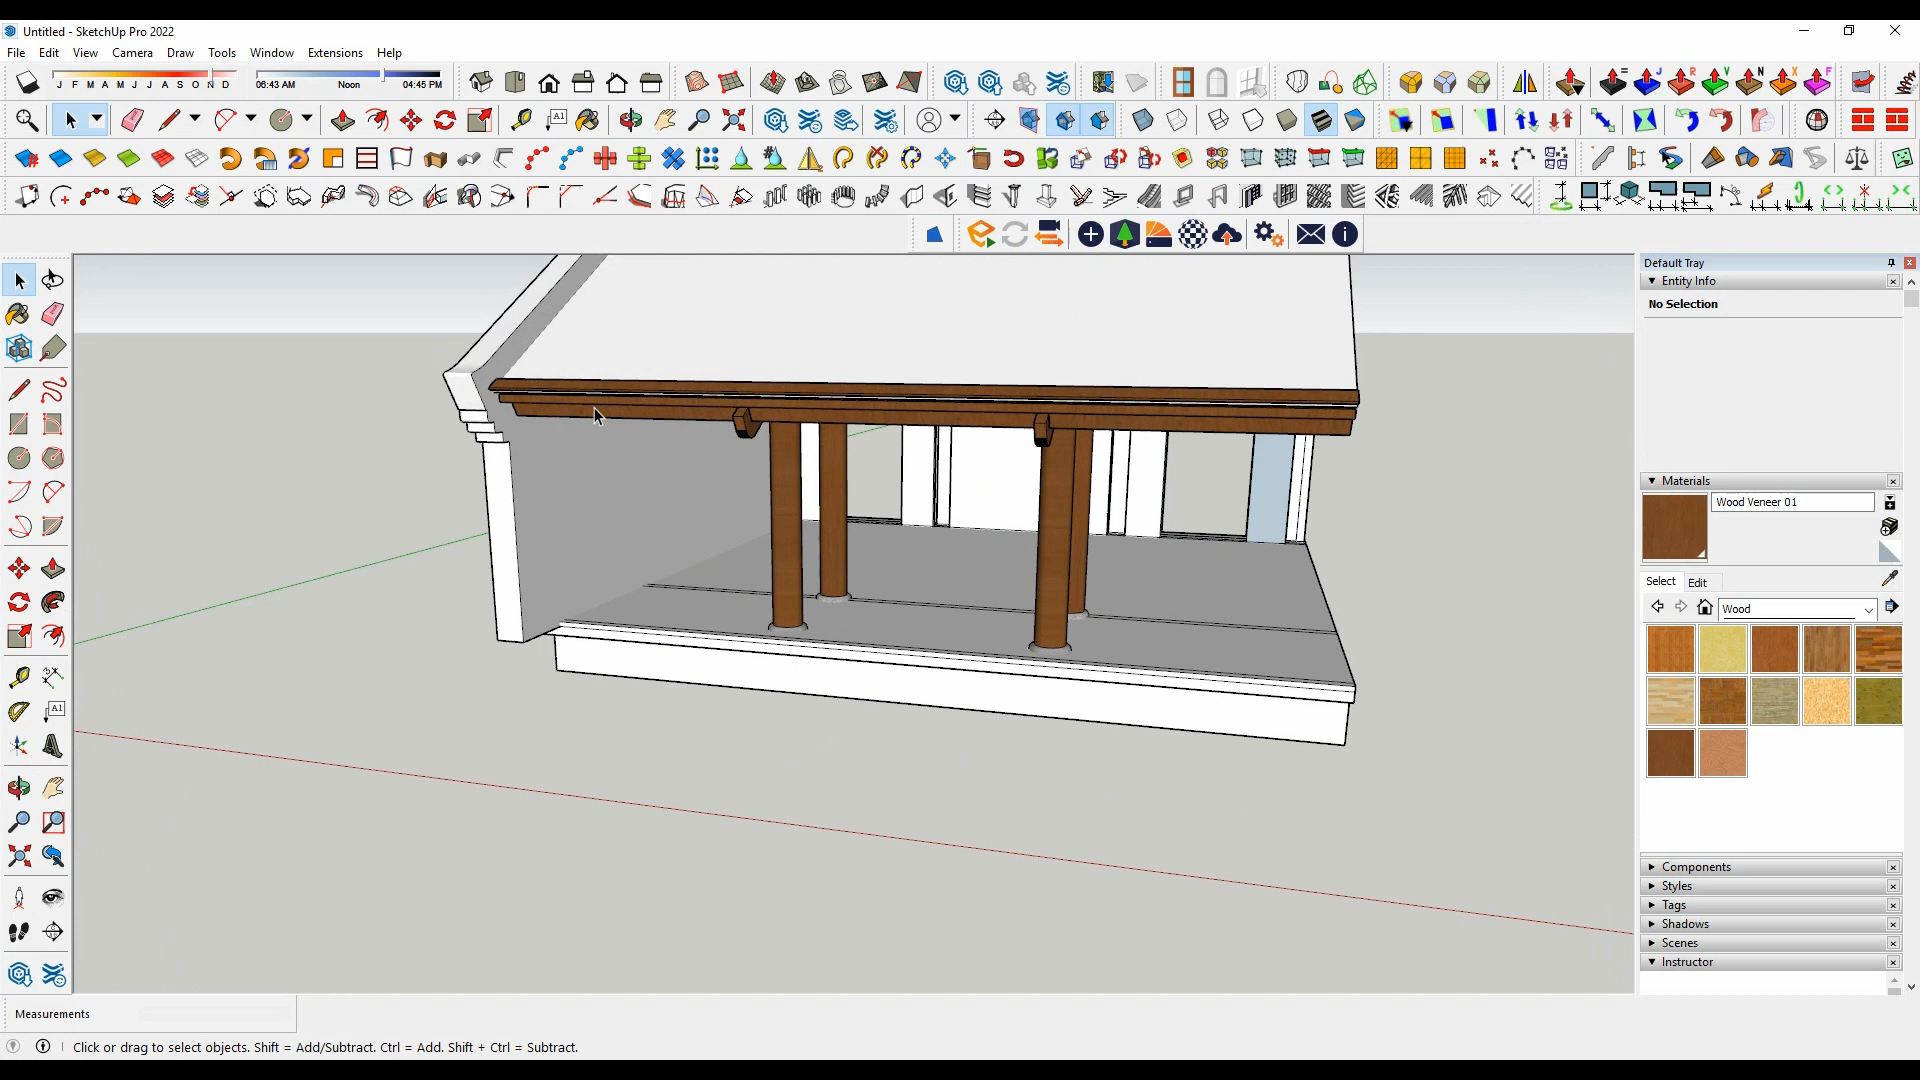 Untitled - SketchUp Pro 2022
File Edit View Camera Draw Tools Window Extensions Help
J F M A M J J A S O N D 06:43 AM Noon 04:45 PM
A1
Default Tray
Entity Info
No Selection
Materials
Wood Veneer 01
Select Edit
Wood
A1
Components
Styles
Tags
Shadows
Scenes
Instructor
Measurements
Click or drag to select objects. Shift = Add/Subtract. Ctrl = Add. Shift + Ctrl = Subtract.